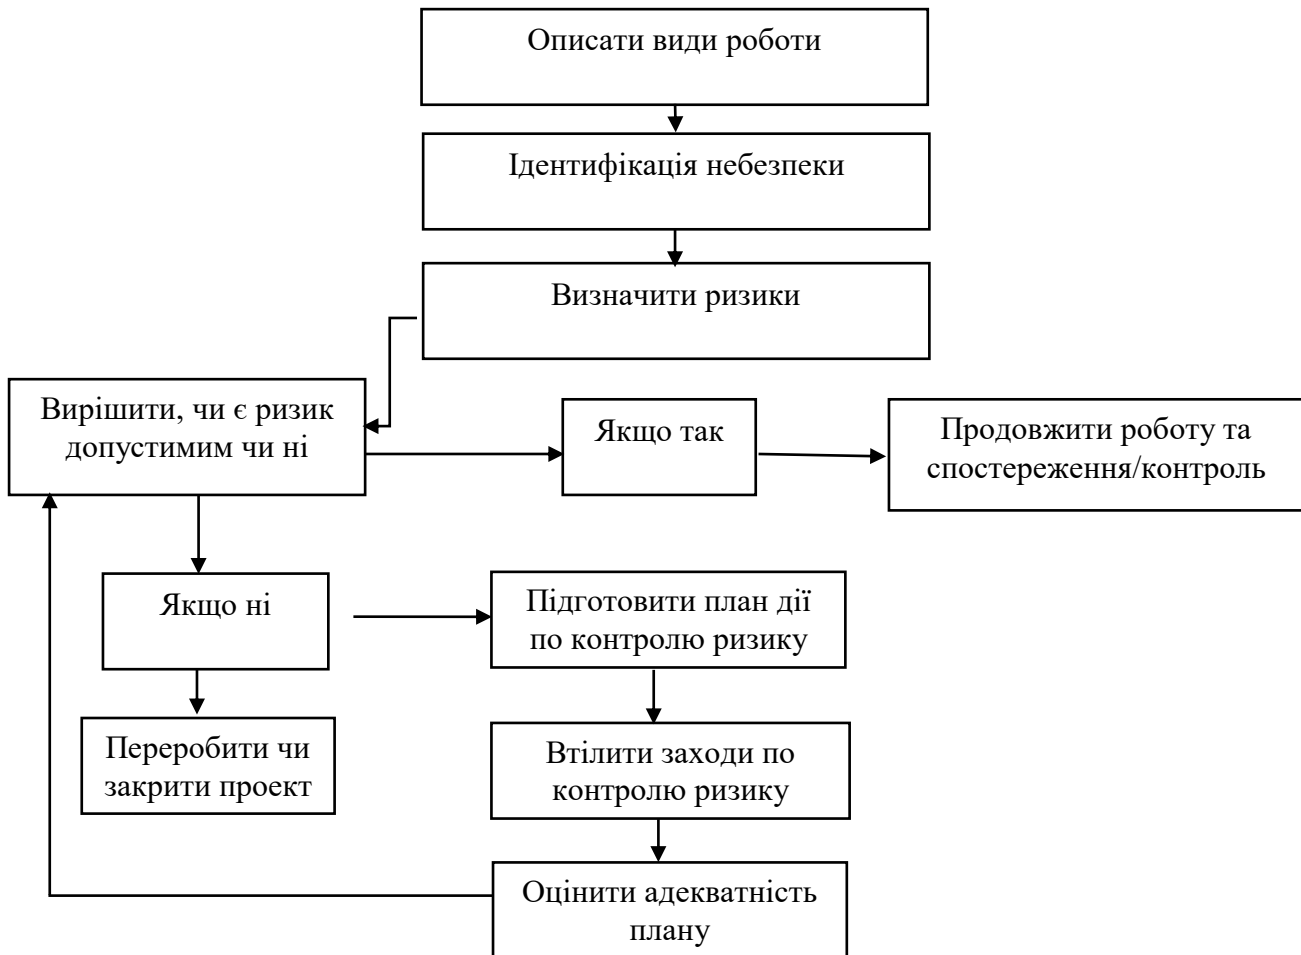 Описати види роботи
Ідентифікація небезпеки
Визначити ризики
Вирішити, чи є ризик
допустимим чи ні
Якщо так
Продовжити роботу та
спостереження/контроль
Якщо ні
Підготовити план дії
по контролю ризику
Переробити чи
закрити проект
Втілити заходи по
контролю ризику
Оцінити адекватність
плану